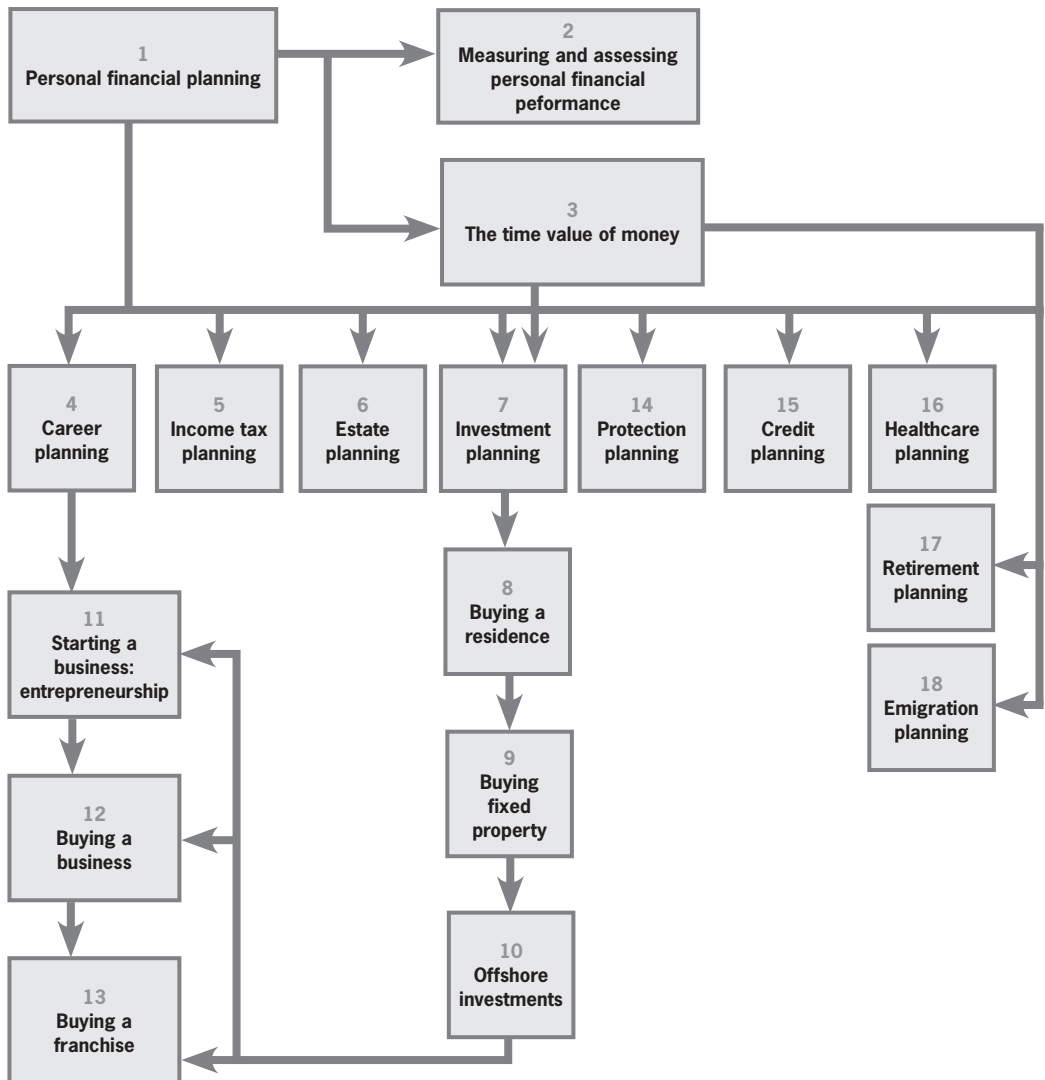 1
Personal financial planning
2
Measuring and assessing
personal financial
peformance
3
The time value of money
4
Career
planning
5
Income tax
planning
6
Estate
planning
7
Investment
planning
14
Protection
planning
15
Credit
planning
16
Healthcare
planning
17
Retirement
planning
8
Buying a
residence
11
Starting a
business:
entrepreneurship
18
Emigration
planning
9
Buying
fixed
property
12
Buying a
business
10
Offshore
investments
13
Buying a
franchise